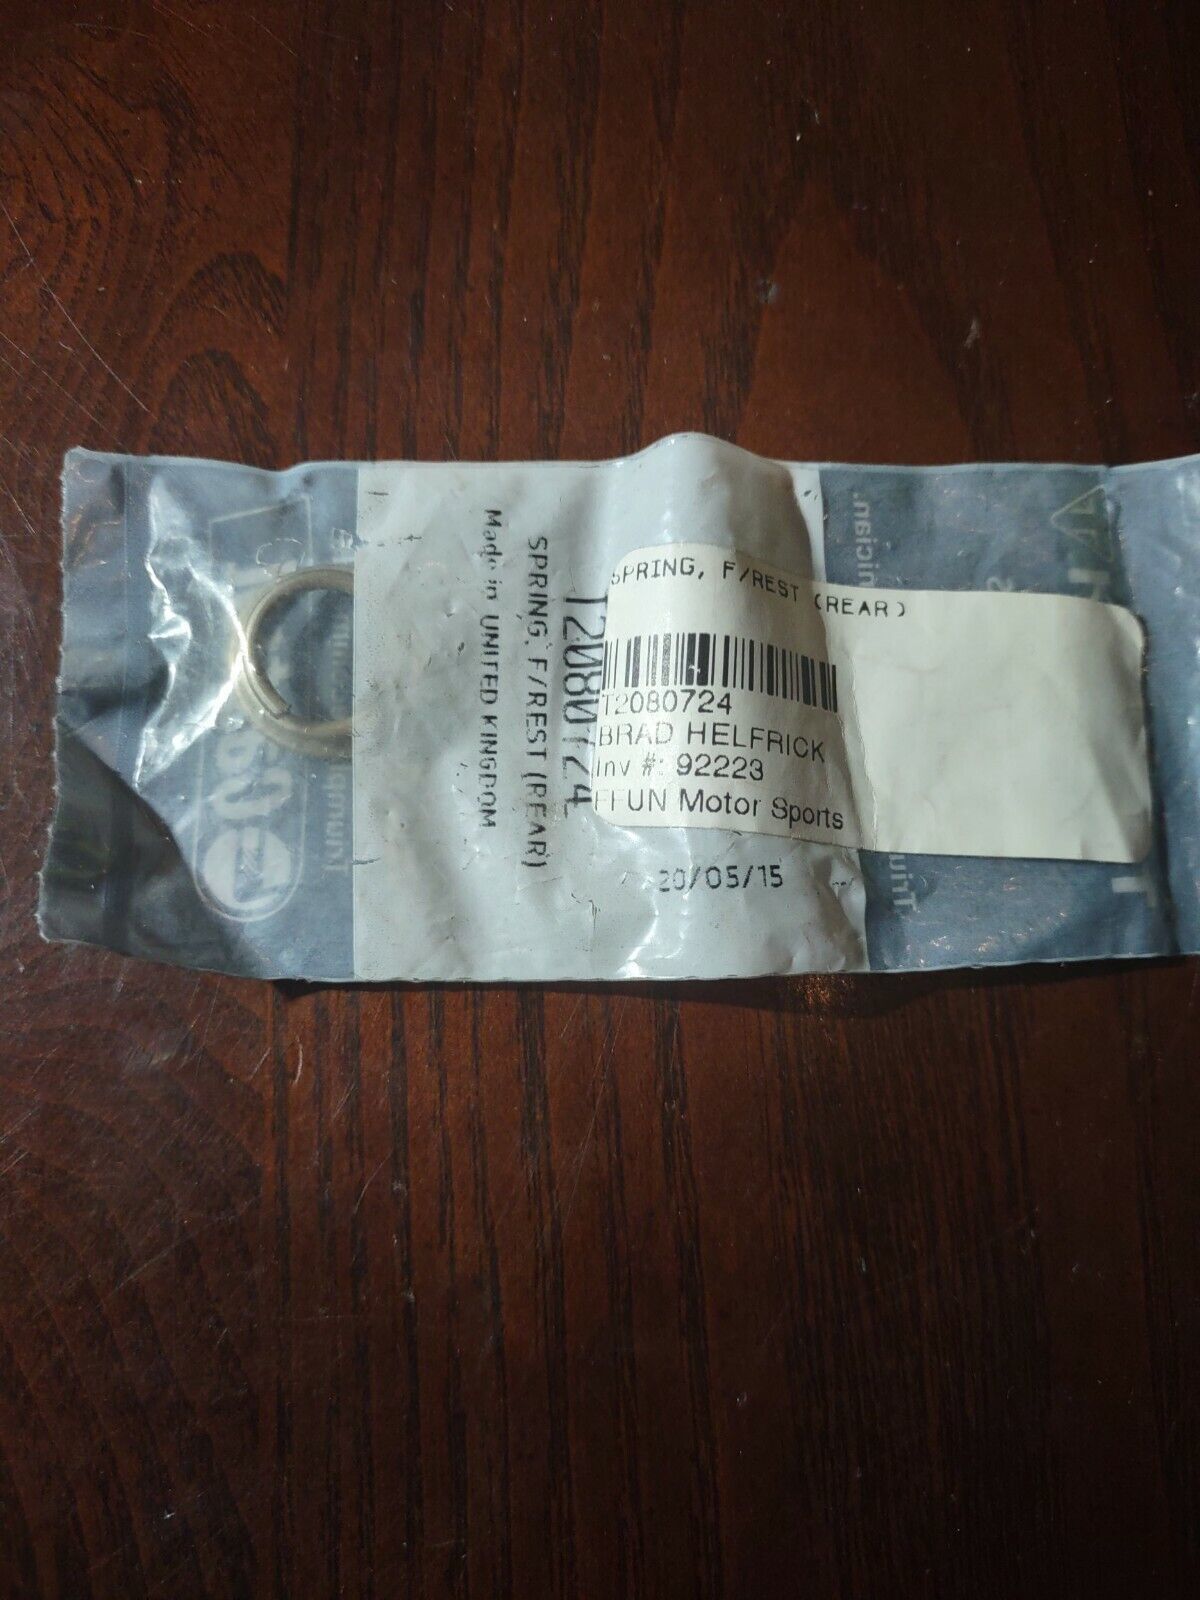 SPRING, F/REST (REAR)
T2080724
BRAD HELFRICK
Inv #: 92223
FFUN Motor Sports
20/05/15
T2080724
SPRING, F/REST (REAR)
Made in UNITED KINGDOM